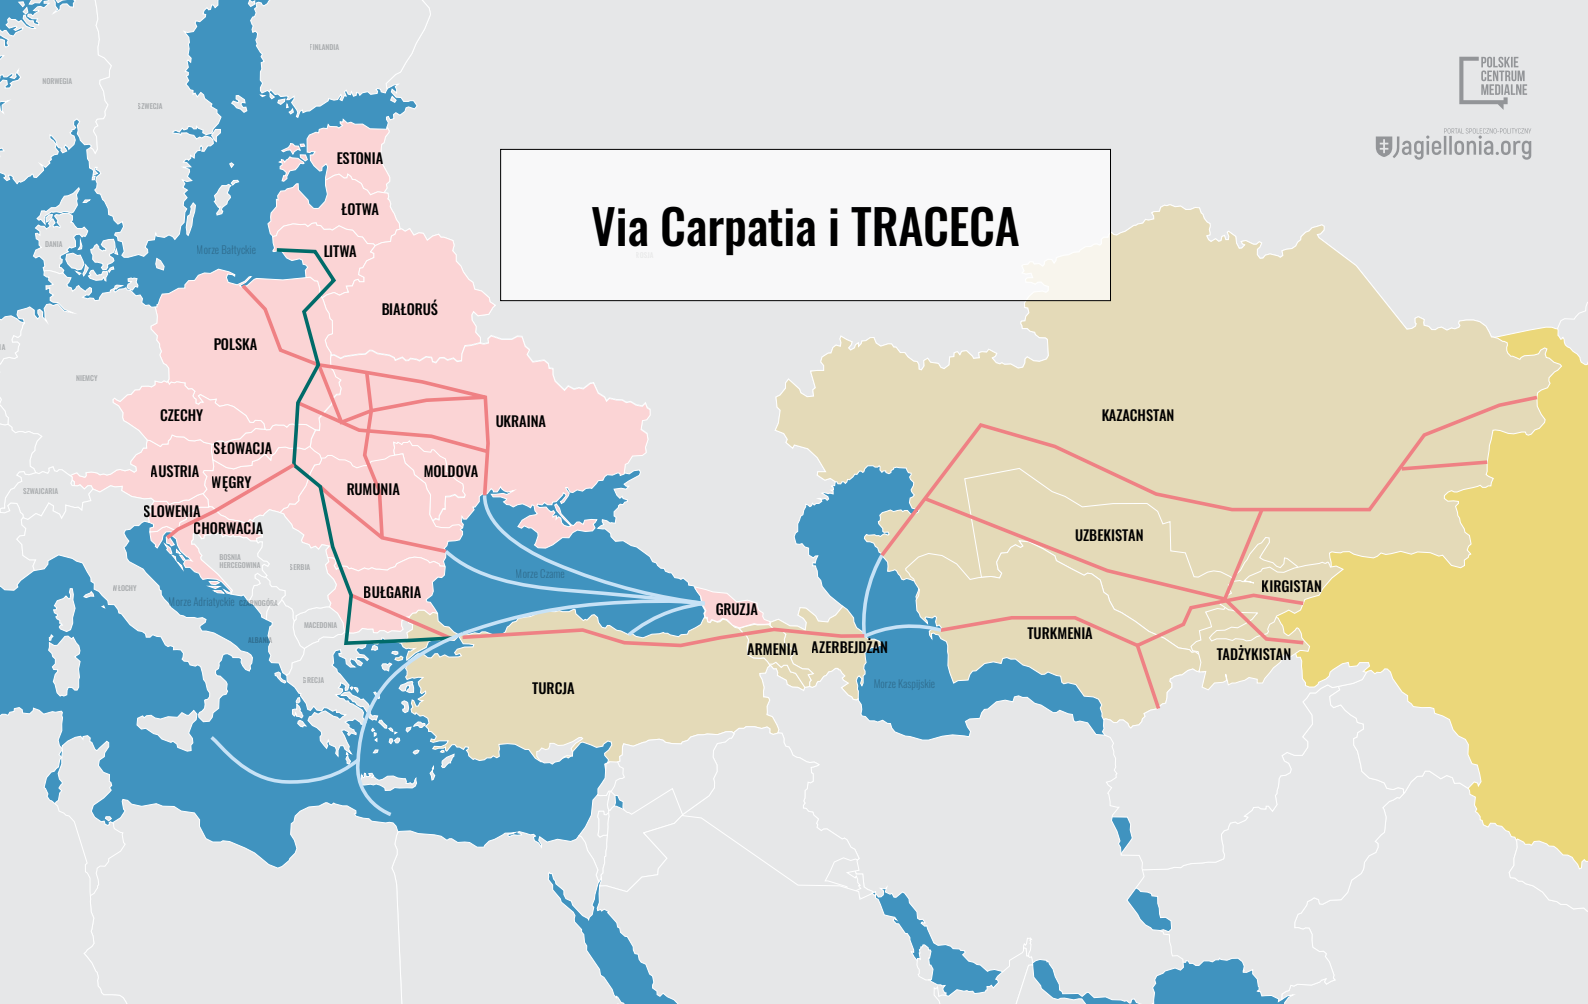 FINLANDIA
NORWEGIA
SZWECJA
POLSKIE
CENTRUM
MEDIALNE
PORTAL SPOŁECZNO-POLITYCZNY
Jagiellonia.org
ESTONIA
ŁOTWA
Via Carpatia i TRACECA
DANIA
Morze Bałtyckie
LITWA
BIAŁORUŚ
POLSKA
NIEMCY
CZECHY
KAZACHSTAN
UKRAINA
SŁOWACJA
AUSTRIA
MOLDOVA
WĘGRY
RUMUNIA
SZWAJCARIA
SLOWENIA
CHORWACJA
UZBEKISTAN
BOSNIA
HERCEGOWINA
SERBIA
Morze Czarne
WŁOCHY
KIRGISTAN
BUŁGARIA
Morze Adriatyckie
CZARNOGÓRA
GRUZJA
MACEDONIA
TURKMENIA
ALBANIA
ARMENIA
AZERBEJDŻAN
TADŻYKISTAN
GRECJA
TURCJA
Morze Kaspijskie